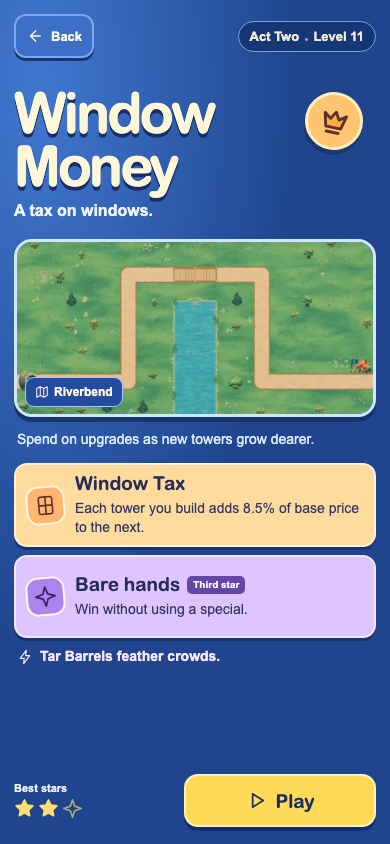 Back
Act Two . Level 11
Window
Money
A tax on windows.
Riverbend
Spend on upgrades as new towers grow dearer.
Window Tax
Each tower you build adds 8.5% of base price
to the next.
Bare hands Third star
Win without using a special.
Tar Barrels feather crowds.
Best stars
Play